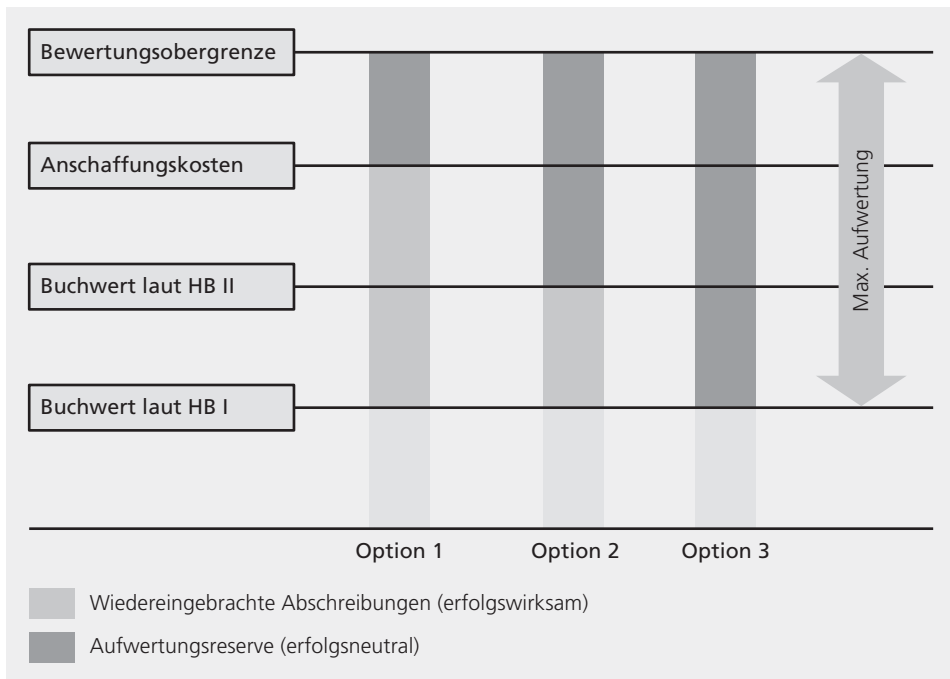 Bewertungsobergrenze
Anschaffungskosten
Buchwert laut HB II
Buchwert laut HB I
Max. Aufwertung
Option 1 Option 2 Option 3
Wiedereingebrachte Abschreibungen (erfolgswirksam)
Aufwertungsreserve (erfolgsneutral)